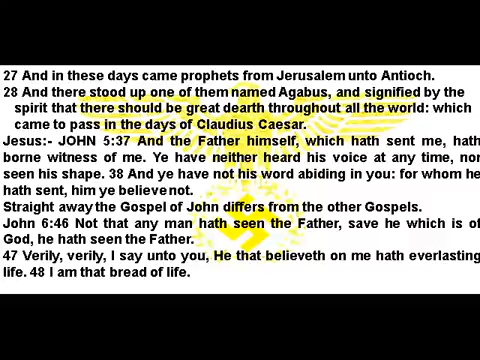 27 And in these days came prophets from Jerusalem unto Antioch.
28 And there stood up one of them named Agabus, and signified by the
spirit that there should be great dearth throughout all the world: which
came to pass in the days of Claudius Caesar.
Jesus:- JOHN 5:37 And the Father himself, which hath sent me, hath
borne witness of me. Ye have neither heard his voice at any time, nor
seen his shape. 38 And ye have not his word abiding in you: for whom he
hath sent, him ye believe not.
Straight away the Gospel of John differs from the other Gospels.
John 6:46 Not that any man hath seen the Father, save he which is of
God, he hath seen the Father.
47 Verily, verily, I say unto you, He that believeth on me hath everlasting
life. 48 I am that bread of life.